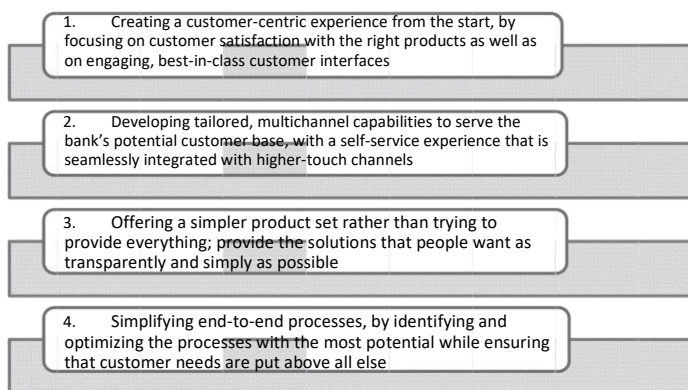 1. Creating a customer-centric experience from the start, by
focusing on customer satisfaction with the right products as well as
on engaging, best-in-class customer interfaces
2. Developing tailored, multichannel capabilities to serve the
bank's potential customer base, with a self-service experience that is
seamlessly integrated with higher-touch channels
3. Offering a simpler product set rather than trying to
provide everything; provide the solutions that people want as
transparently and simply as possible
4. Simplifying end-to-end processes, by identifying and
optimizing the processes with the most potential while ensuring
that customer needs are put above all else